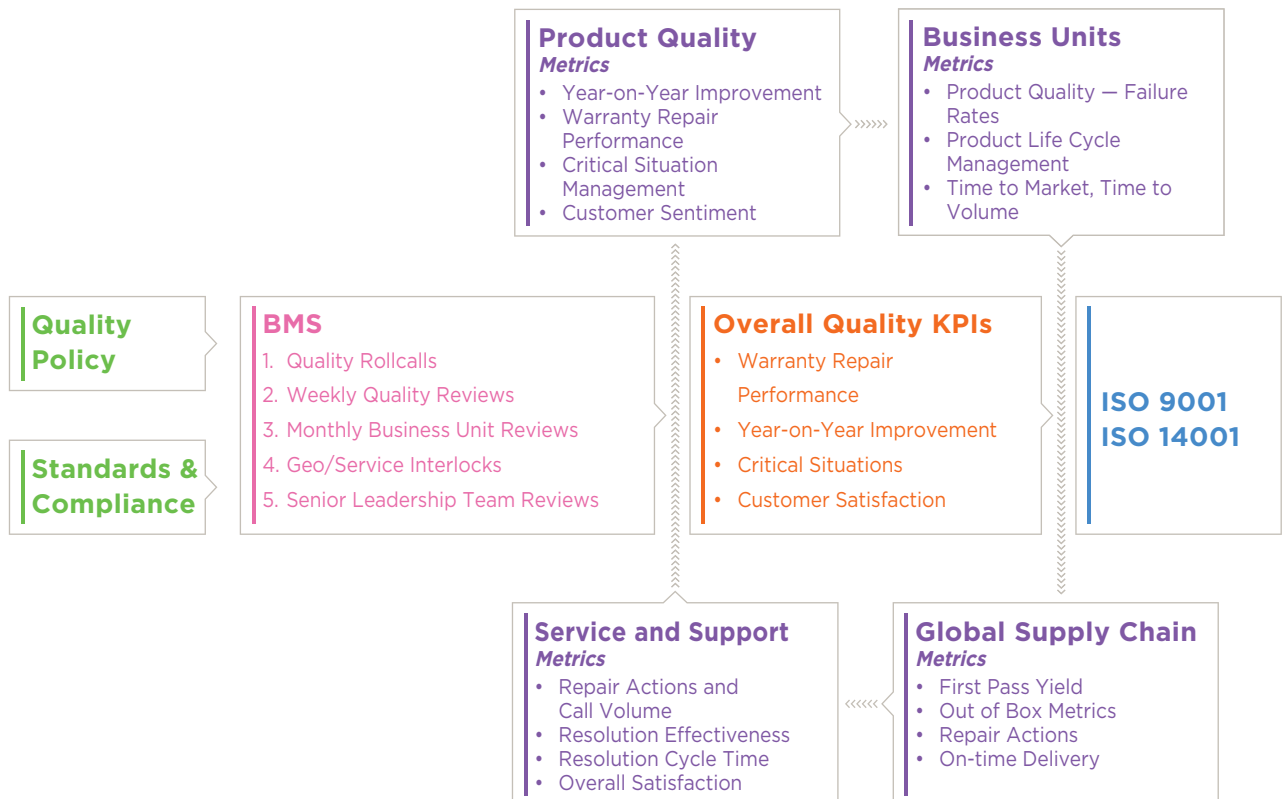 Product Quality
Metrics
• Year-on-Year Improvement
• Warranty Repair
Performance
• Critical Situation
Management
• Customer Sentiment
Business Units
Metrics
• Product Quality — Failure
Rates
• Product Life Cycle
Management
• Time to Market, Time to
Volume
Quality
Policy
Standards &
Compliance
BMS
1. Quality Rollcalls
2. Weekly Quality Reviews
3. Monthly Business Unit Reviews
4. Geo/Service Interlocks
5. Senior Leadership Team Reviews
Overall Quality KPIs
• Warranty Repair
Performance
• Year-on-Year Improvement
• Critical Situations
• Customer Satisfaction
ISO 9001
ISO 14001
Service and Support
Metrics
• Repair Actions and
Call Volume
• Resolution Effectiveness
• Resolution Cycle Time
• Overall Satisfaction
Global Supply Chain
Metrics
• First Pass Yield
• Out of Box Metrics
• Repair Actions
• On-time Delivery